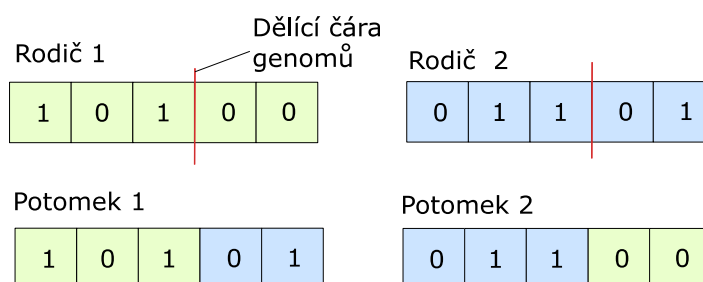 Rodič 1
Dělící čára
genomů
Rodič 2
1 0 1 0 0
0 1 1 0 1
Potomek 1
Potomek 2
1 0 1 0 1
0 1 1 0 0